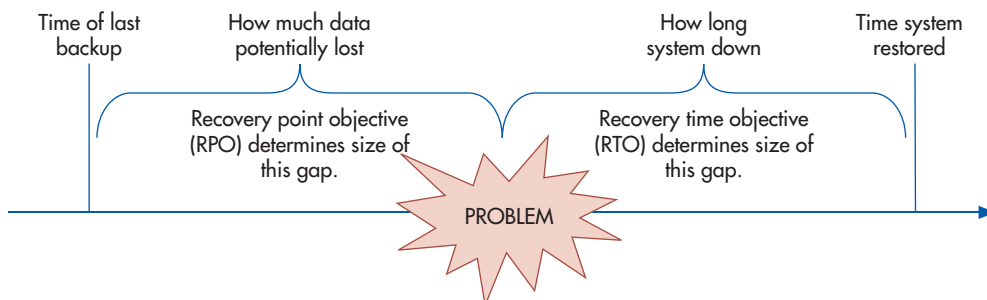 Time of last
backup
How much data
potentially lost
How long
system down
Time system
restored
Recovery point objective
(RPO) determines size of
this gap.
Recovery time objective
(RTO) determines size of
this gap.
PROBLEM